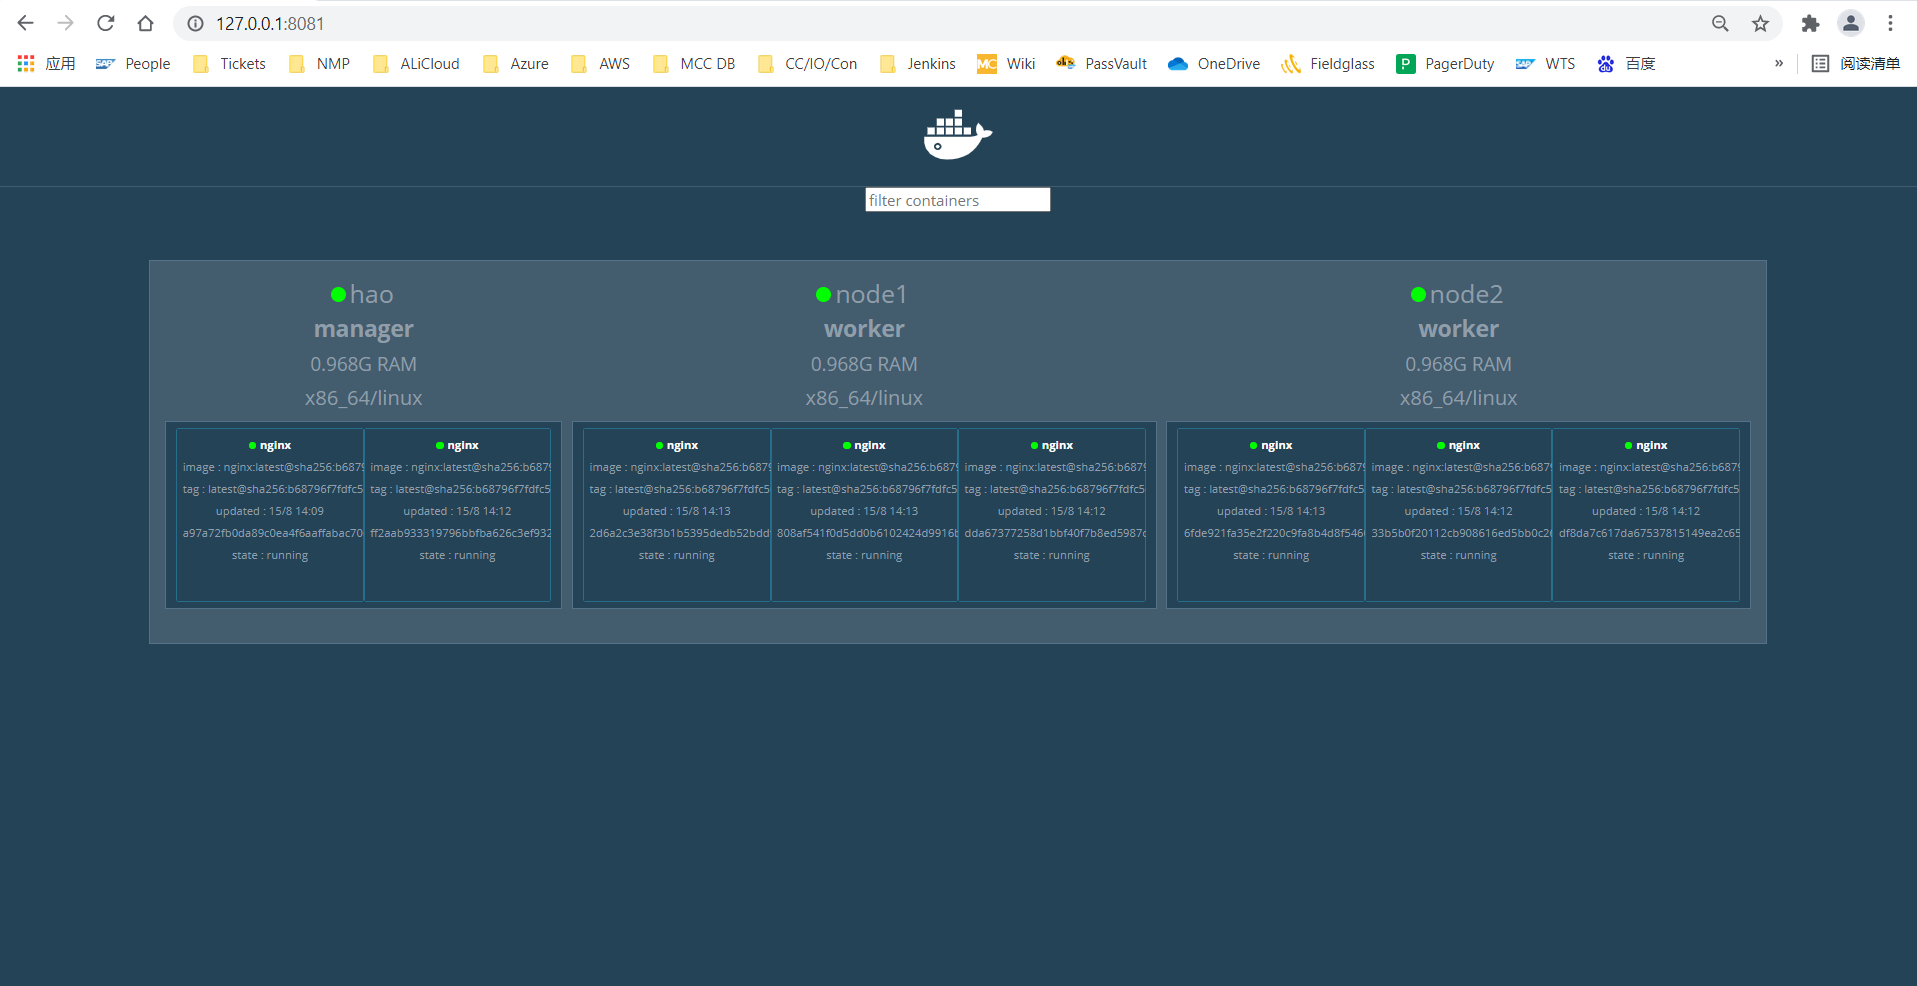 127.0.0.1:8081
应用 People Tickets NMP ALiCloud Azure AWS MCC DB CC/IO/Con Jenkins MC Wiki PassVault OneDrive Fieldglass P PagerDuty WTS du 百度 » 阅读清单
filter containers
hao node1 node2
manager worker worker
0.968G RAM 0.968G RAM 0.968G RAM
x86_64/linux x86_64/linux x86_64/linux
nginx nginx nginx nginx nginx nginx nginx nginx
image : nginx:latest@sha256:b687 image : nginx:latest@sha256:b687 image : nginx:latest@sha256:b687 image : nginx:latest@sha256:b687 image : nginx:latest@sha256:b687 image : nginx:latest@sha256:b687 image : nginx:latest@sha256:b687 image : nginx:latest@sha256:b687
tag : latest@sha256:b68796f7fdfc5 tag : latest@sha256:b68796f7fdfc5 tag : latest@sha256:b68796f7fdfc5 tag : latest@sha256:b68796f7fdfc5 tag : latest@sha256:b68796f7fdfc5 tag : latest@sha256:b68796f7fdfc5 tag : latest@sha256:b68796f7fdfc5 tag : latest@sha256:b68796f7fdfc5
updated : 15/8 14:09 updated : 15/8 14:12 updated : 15/8 14:13 updated : 15/8 14:13 updated : 15/8 14:12 updated : 15/8 14:13 updated : 15/8 14:12 updated : 15/8 14:12
a97a72fb0da89c0ea4f6aaffabac70 ff2aab933319796bbfba626c3ef932 2d6a2c3e38f3b1b5395dedb52bdd 808af541f0d5dd0b6102424d9916 dda67377258d1bbf40f7b8ed5987 6fde921fa35e2f220c9fa8b4d8f546 33b5b0f20112cb908616ed5bb0c2 df8da7c617da67537815149ea2c65
state : running state : running state : running state : running state : running state : running state : running state : running